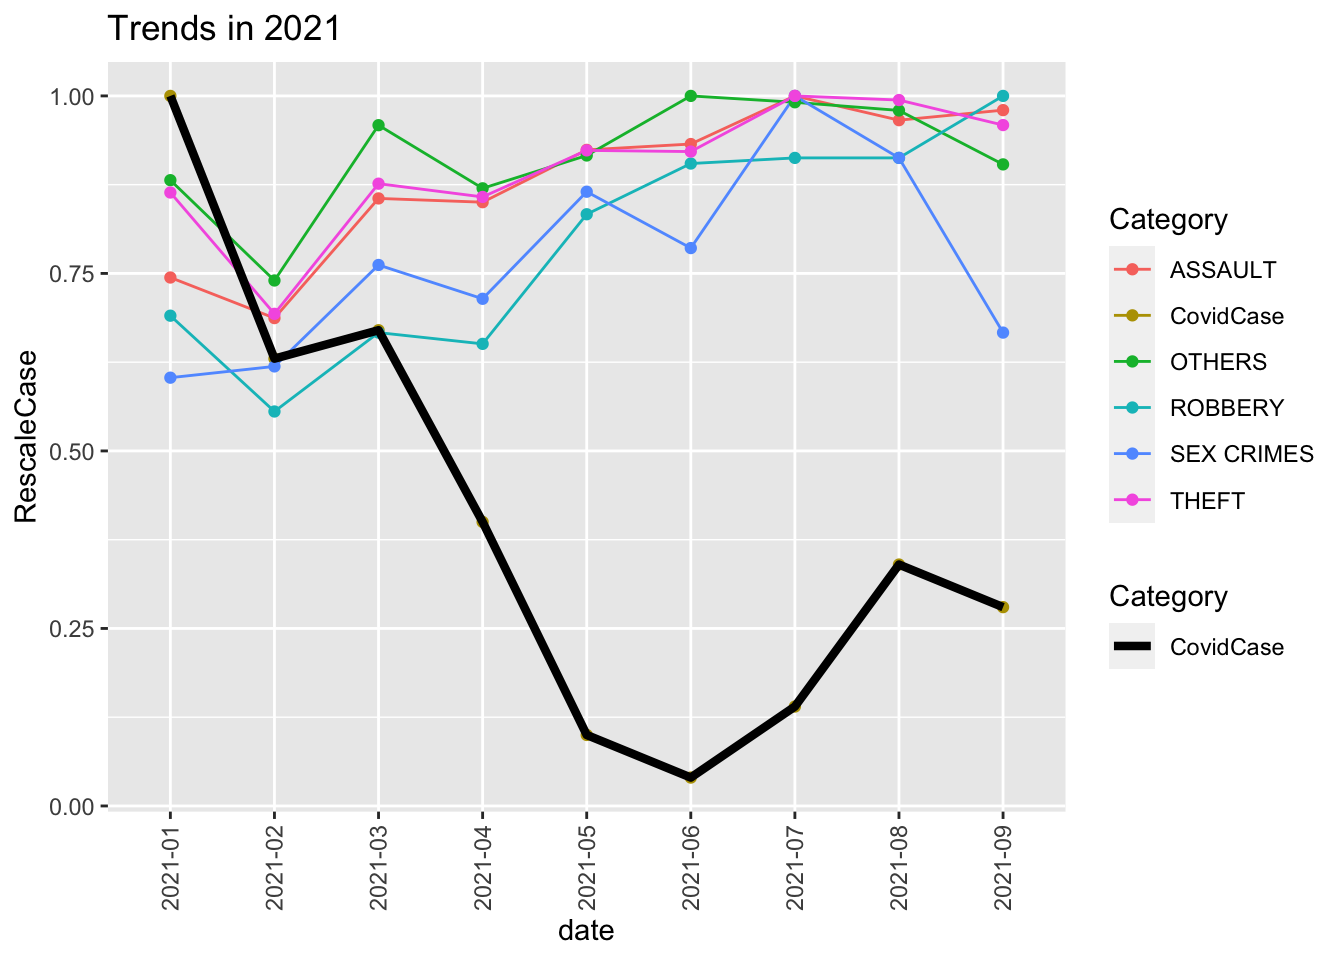 Trends in 2021
1.00
0.75
0.50
0.25
0.00
RescaleCase
2021-01
2021-02
2021-03
2021-04
2021-05
2021-06
2021-07
2021-08
2021-09
date
Category
ASSAULT
CovidCase
OTHERS
ROBBERY
SEX CRIMES
THEFT
Category
CovidCase